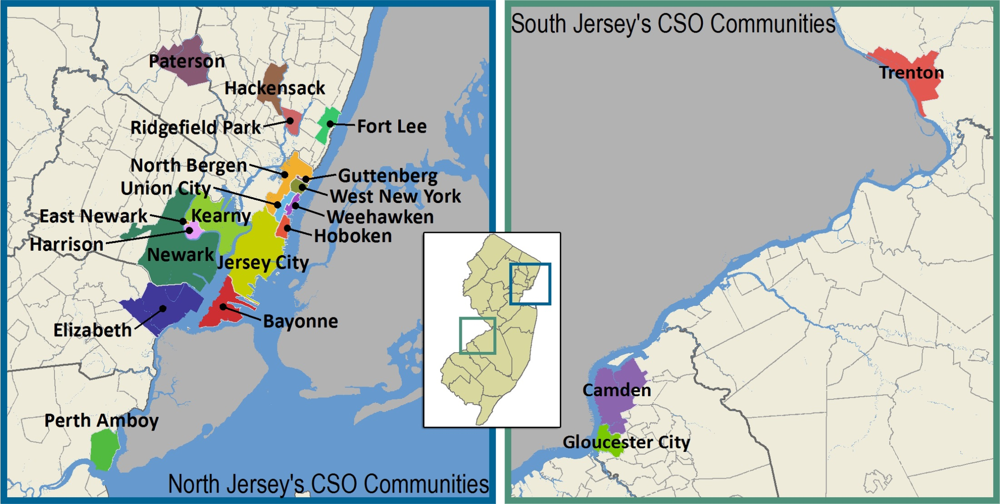 South Jersey's CSO Communities
Paterson
Trenton
Hackensack
Ridgefield Park
Fort Lee
North Bergen
Guttenberg
Union City
West New York
East Newark
Kearny
Weehawken
Harrison
Hoboken
Newark
Jersey City
Elizabeth
Bayonne
Camden
Perth Amboy
Gloucester City
North Jersey's CSO Communities